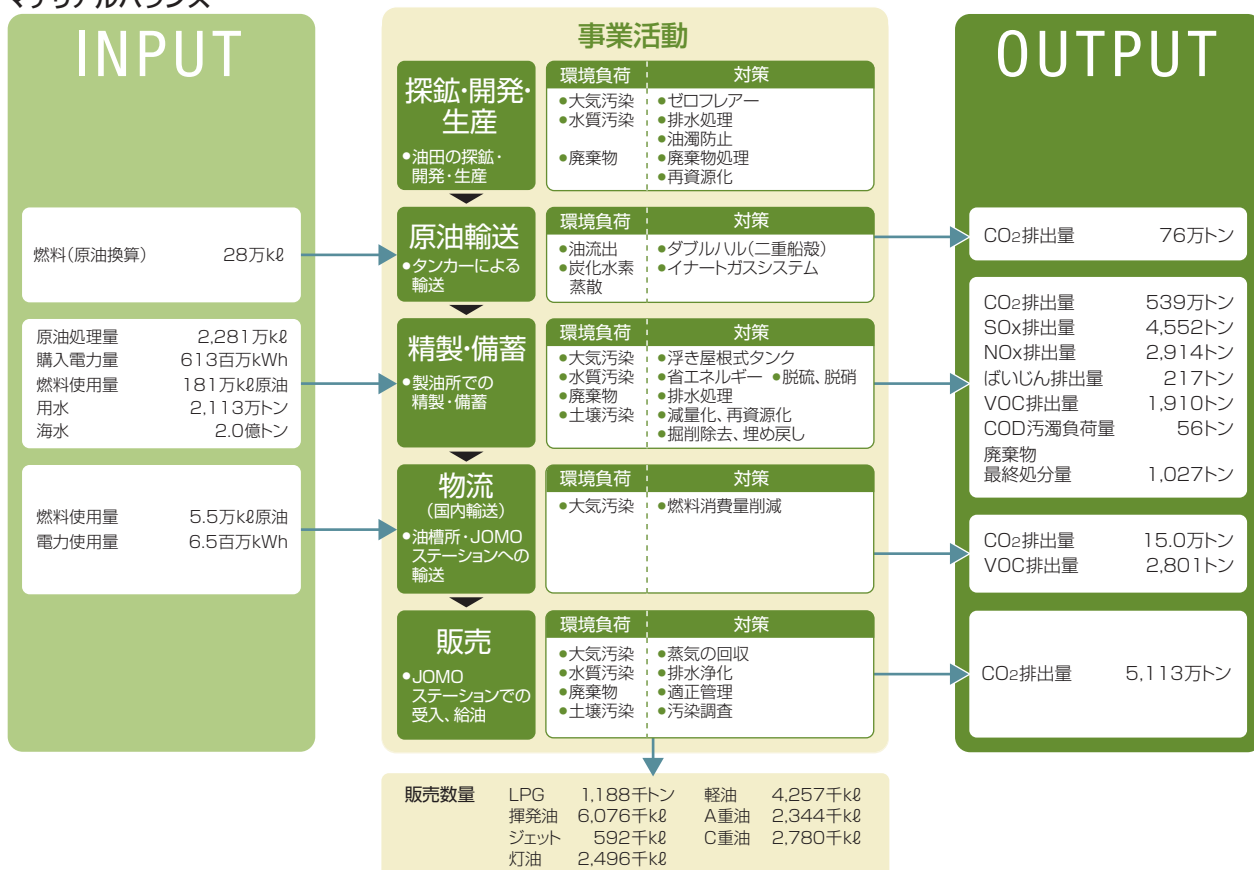 マテリアルバランス
INPUT
燃料(原油換算) 28万kℓ
原油処理量 2,281万kℓ
購入電力量 613百万kWh
燃料使用量 181万kℓ原油
用水 2,113万トン
海水 2.0億トン
燃料使用量 5.5万kℓ原油
電力使用量 6.5百万kWh
事業活動
探鉱・開発・
生産
●油田の探鉱・
開発・生産
環境負荷 対策
●大気汚染 ●ゼロフレアー
●水質汚染 ●排水処理
●油濁防止
●廃棄物 ●廃棄物処理
●再資源化
原油輸送
●タンカーによる
輸送
環境負荷 対策
●油流出 ●ダブルハル(二重船殻)
●炭化水素 ●イナートガスシステム
蒸散
精製・備蓄
●製油所での
精製・備蓄
環境負荷 対策
●大気汚染 ●浮き屋根式タンク
●水質汚染 ●省エネルギー ●脱硫、脱硝
●廃棄物 ●排水処理
●土壌汚染 ●減量化、再資源化
●掘削除去、埋め戻し
物流
(国内輸送)
●油槽所・JOMO
ステーションへの
輸送
環境負荷 対策
●大気汚染 ●燃料消費量削減
販売
●JOMO
ステーションでの
受入、給油
環境負荷 対策
●大気汚染 ●蒸気の回収
●水質汚染 ●排水浄化
●廃棄物 ●適正管理
●土壌汚染 ●汚染調査
OUTPUT
CO2排出量 76万トン
CO2排出量 539万トン
SOx排出量 4,552トン
NOx排出量 2,914トン
ばいじん排出量 217トン
VOC排出量 1,910トン
COD汚濁負荷量 56トン
廃棄物
最終処分量 1,027トン
CO2排出量 15.0万トン
VOC排出量 2,801トン
CO2排出量 5,113万トン
販売数量 LPG 1,188千トン 軽油 4,257千kℓ
揮発油 6,076千kℓ A重油 2,344千kℓ
ジェット 592千kℓ C重油 2,780千kℓ
灯油 2,496千kℓ